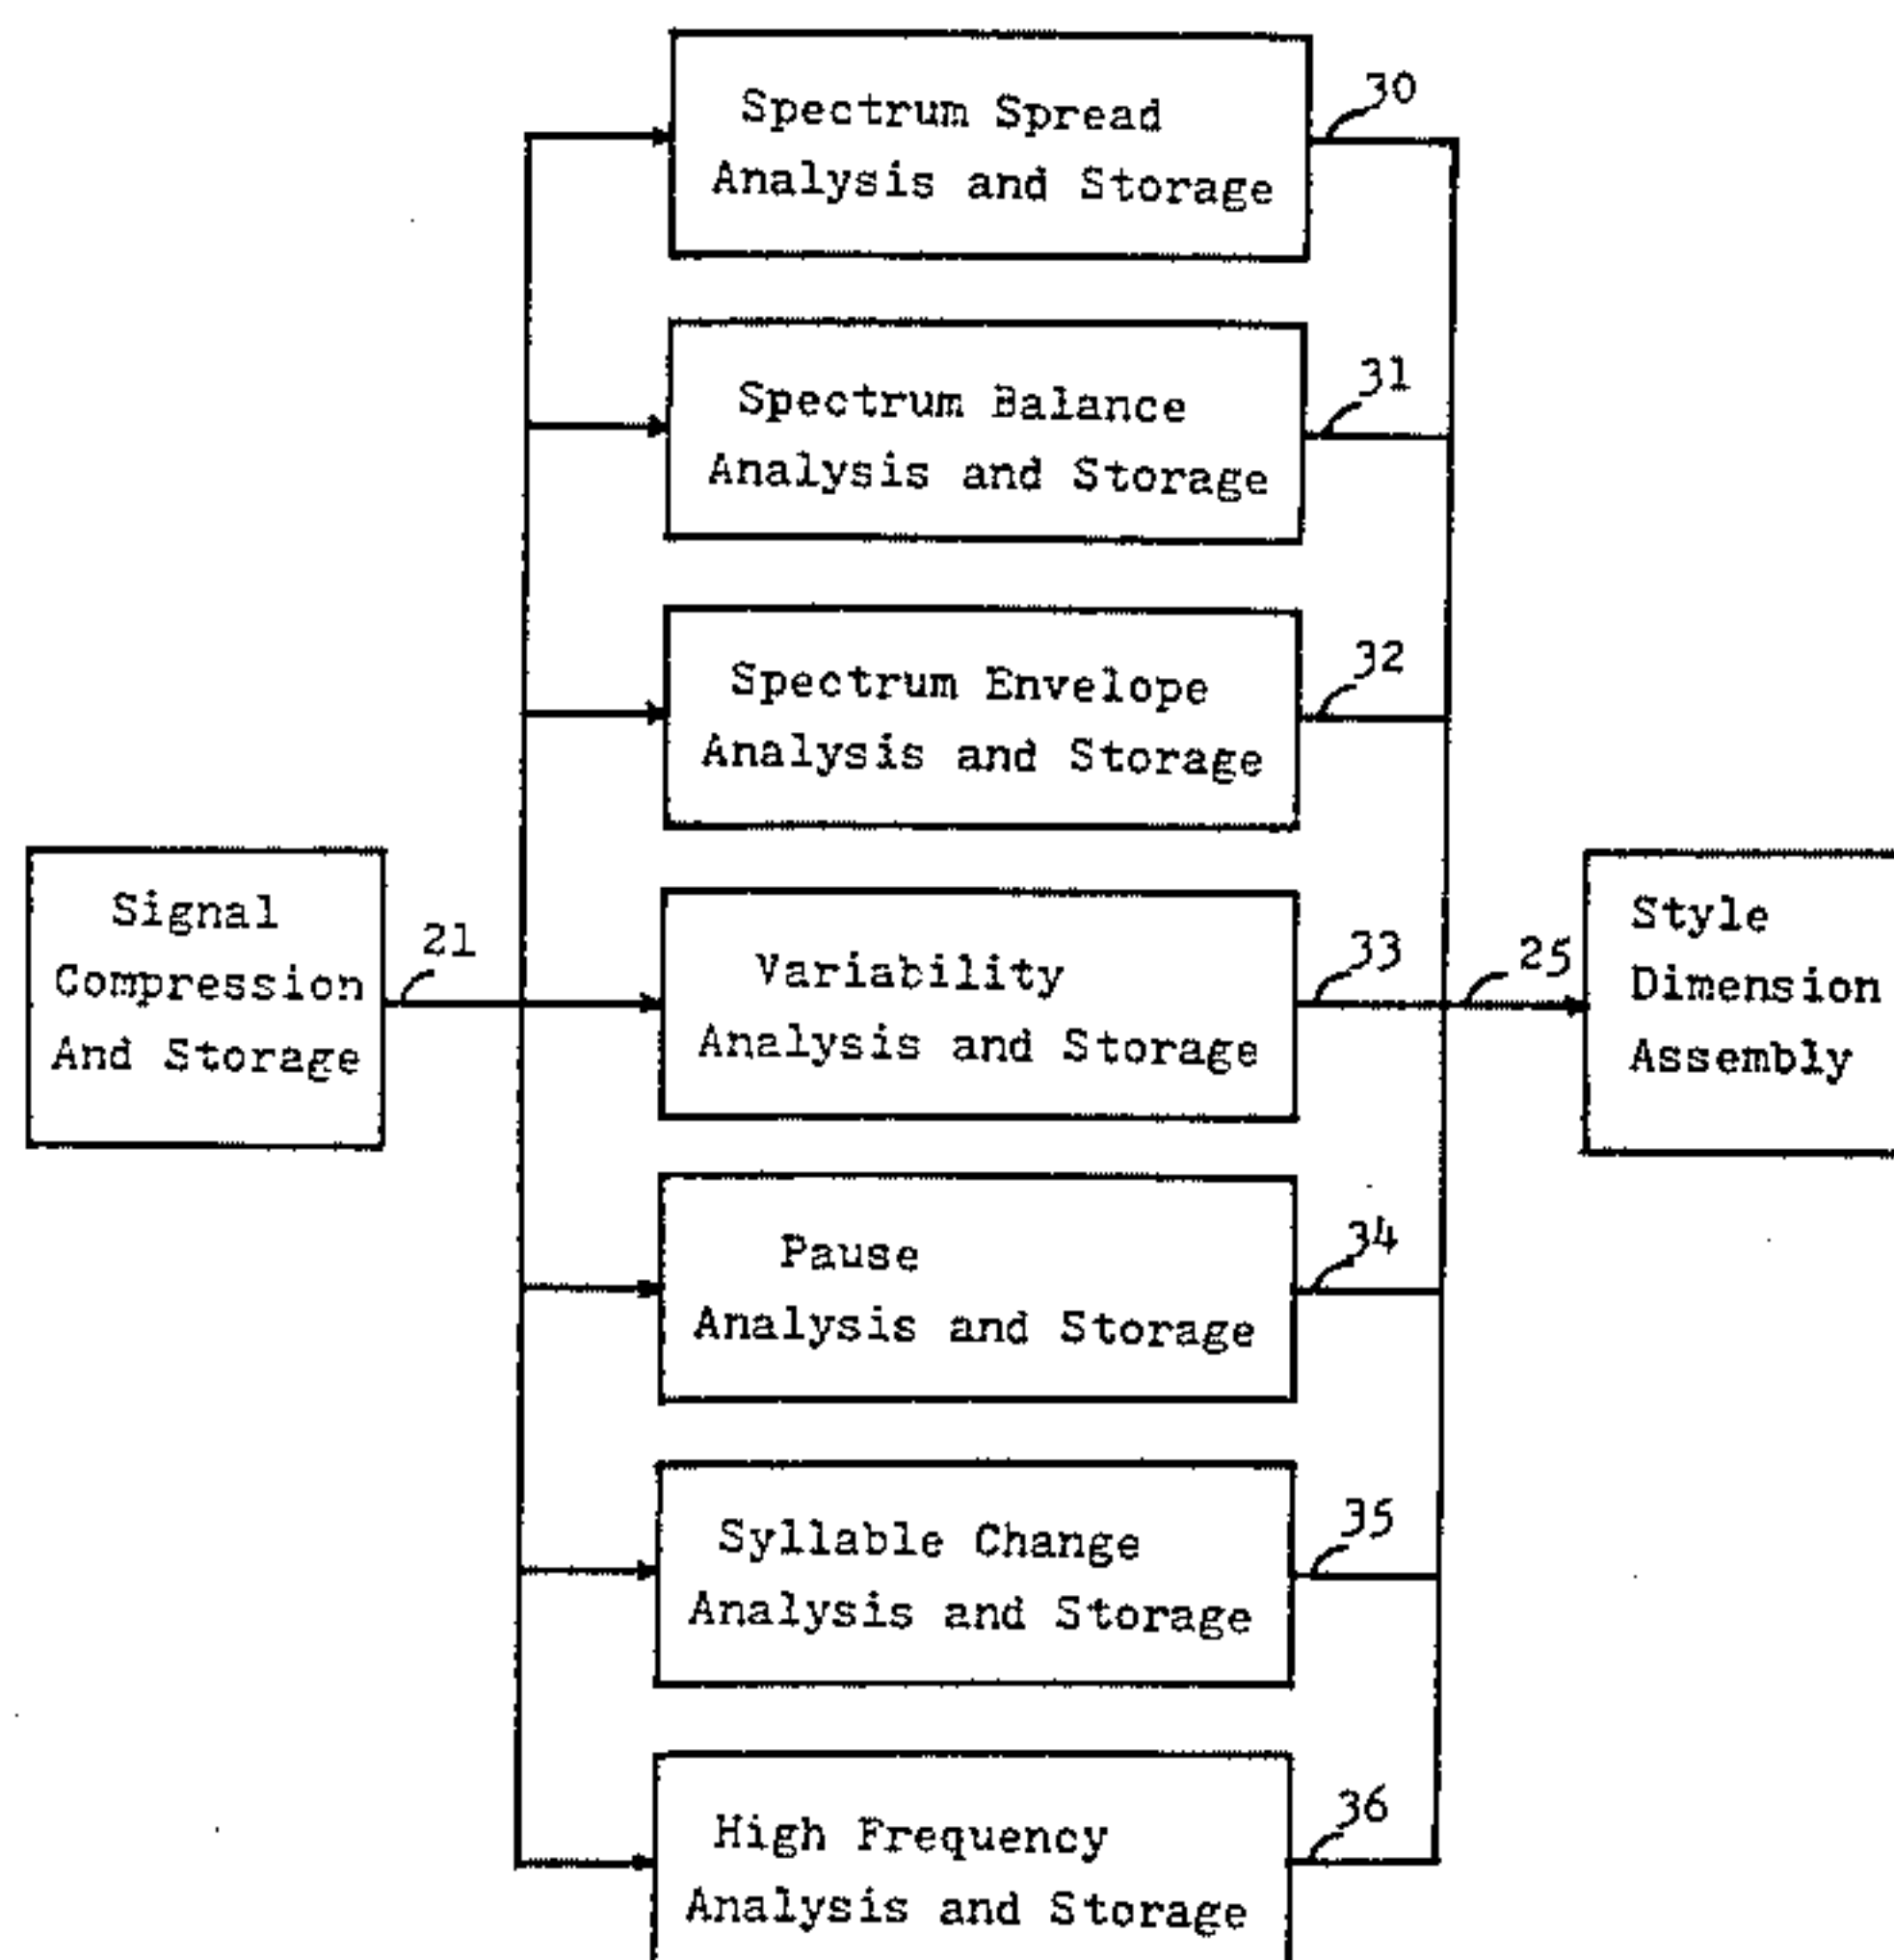 Spectrum Spread
Analysis and Storage
30
Spectrum Balance
Analysis and Storage
31
Spectrum Envelope
Analysis and Storage
32
Signal
Compression
And Storage
21
Variability
Analysis and Storage
33
25
Style
Dimension
Assembly
Pause
Analysis and Storage
34
Syllable Change
Analysis and Storage
35
High Frequency
Analysis and Storage
36